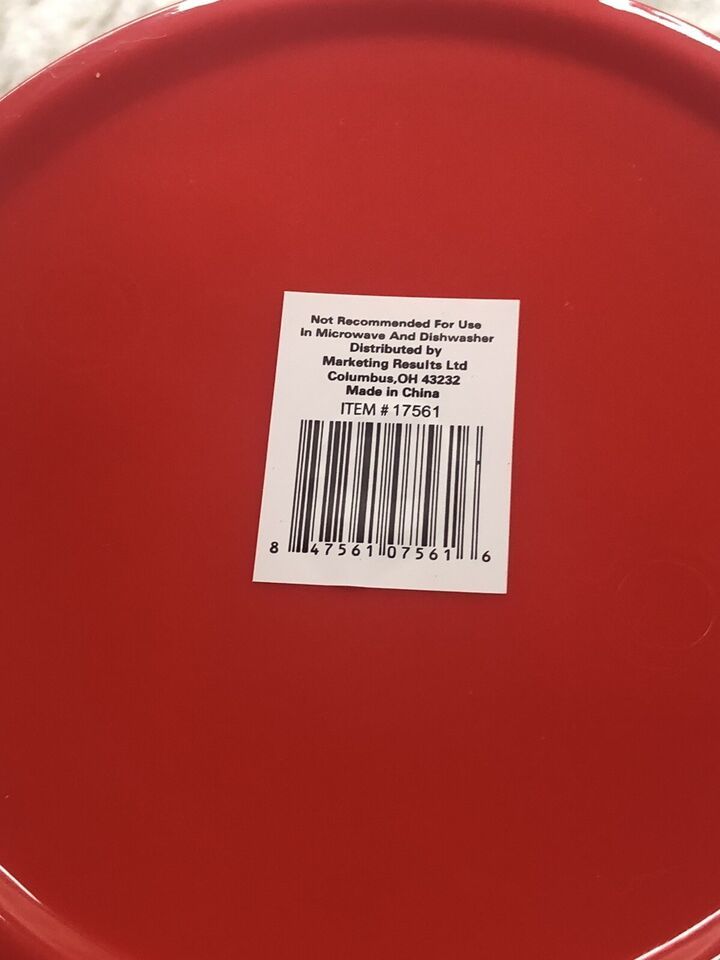 Not Recommended For Use
In Microwave And Dishwasher
Distributed by
Marketing Results Ltd
Columbus,OH 43232
Made in China
ITEM # 17561
8 47561 07561 6